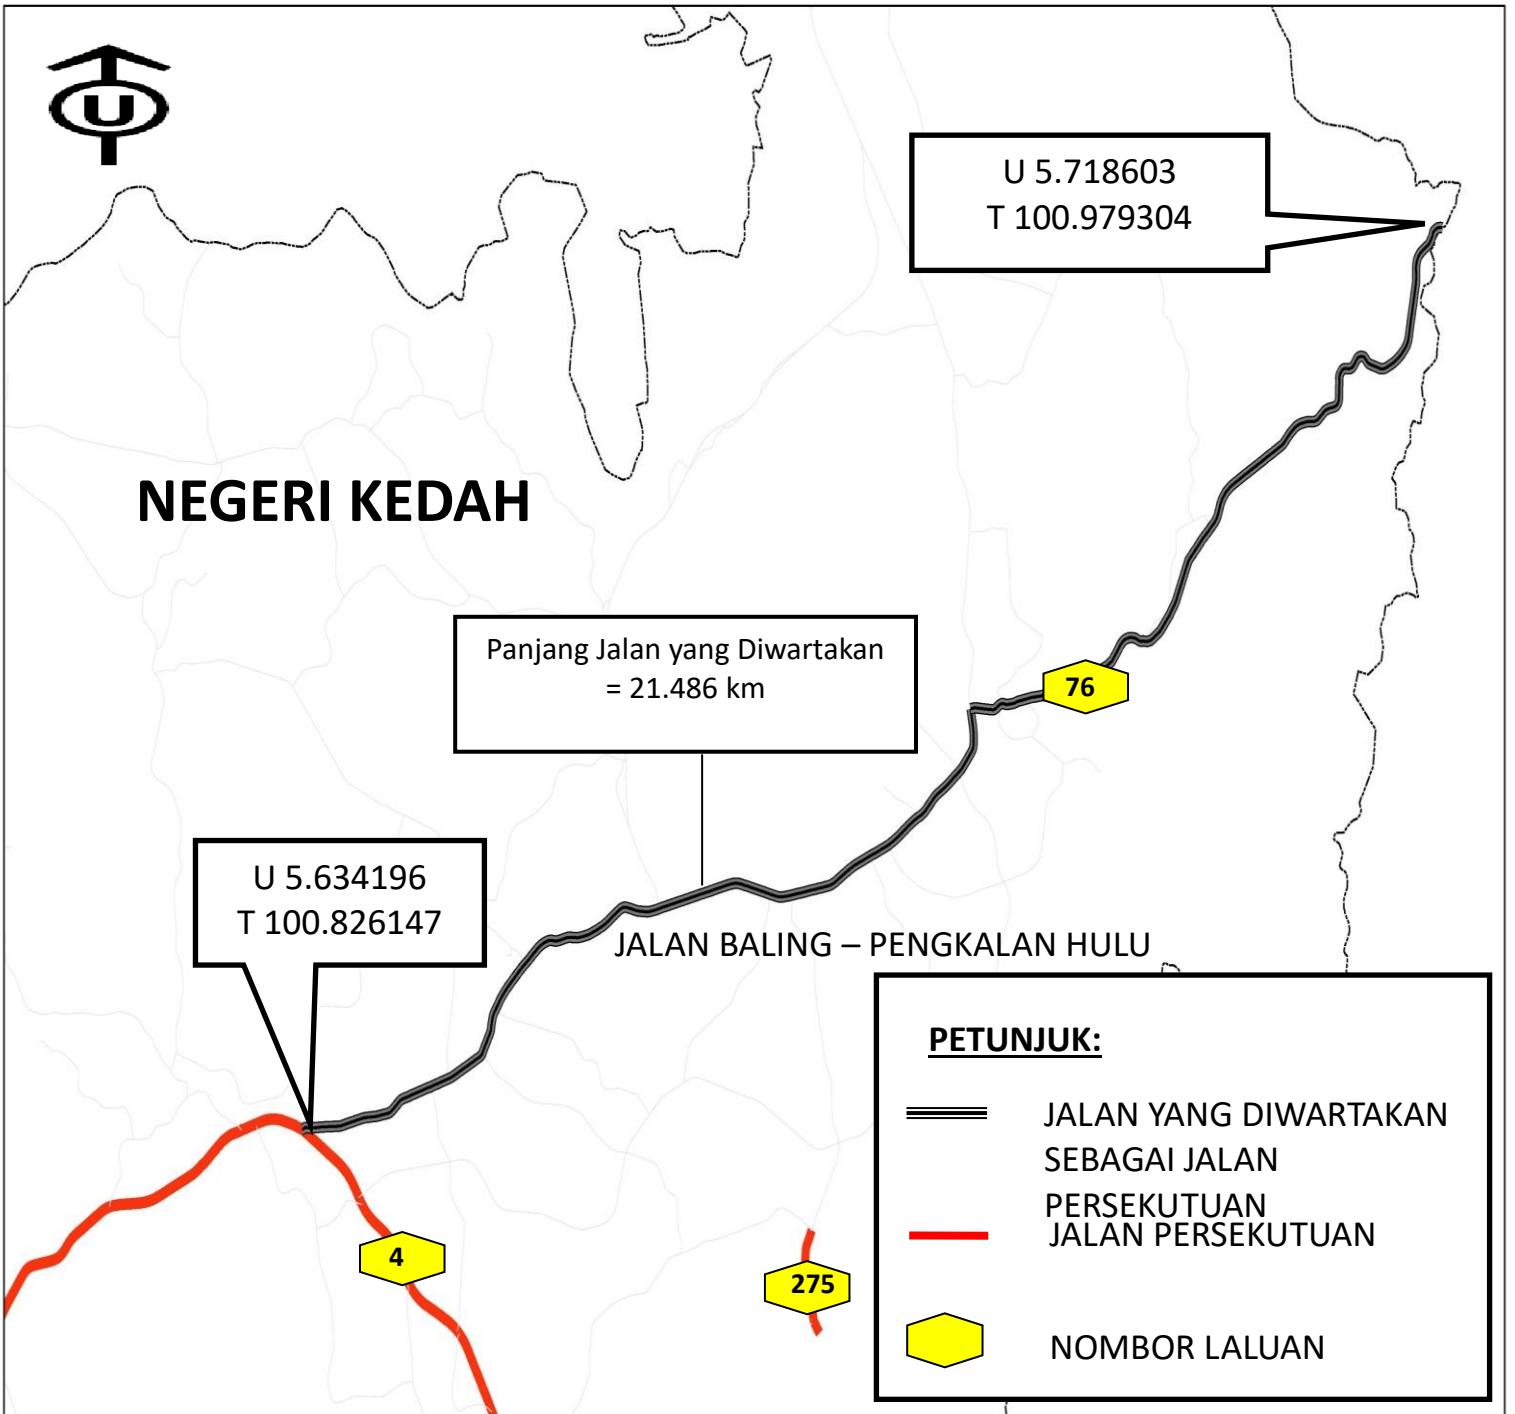 U
U 5.718603
T 100.979304
NEGERI KEDAH
Panjang Jalan yang Diwartakan
= 21.486 km
76
U 5.634196
T 100.826147
JALAN BALING – PENGKALAN HULU
4
275
PETUNJUK:
JALAN YANG DIWARTAKAN
SEBAGAI JALAN
PERSEKUTUAN
JALAN PERSEKUTUAN
NOMBOR LALUAN